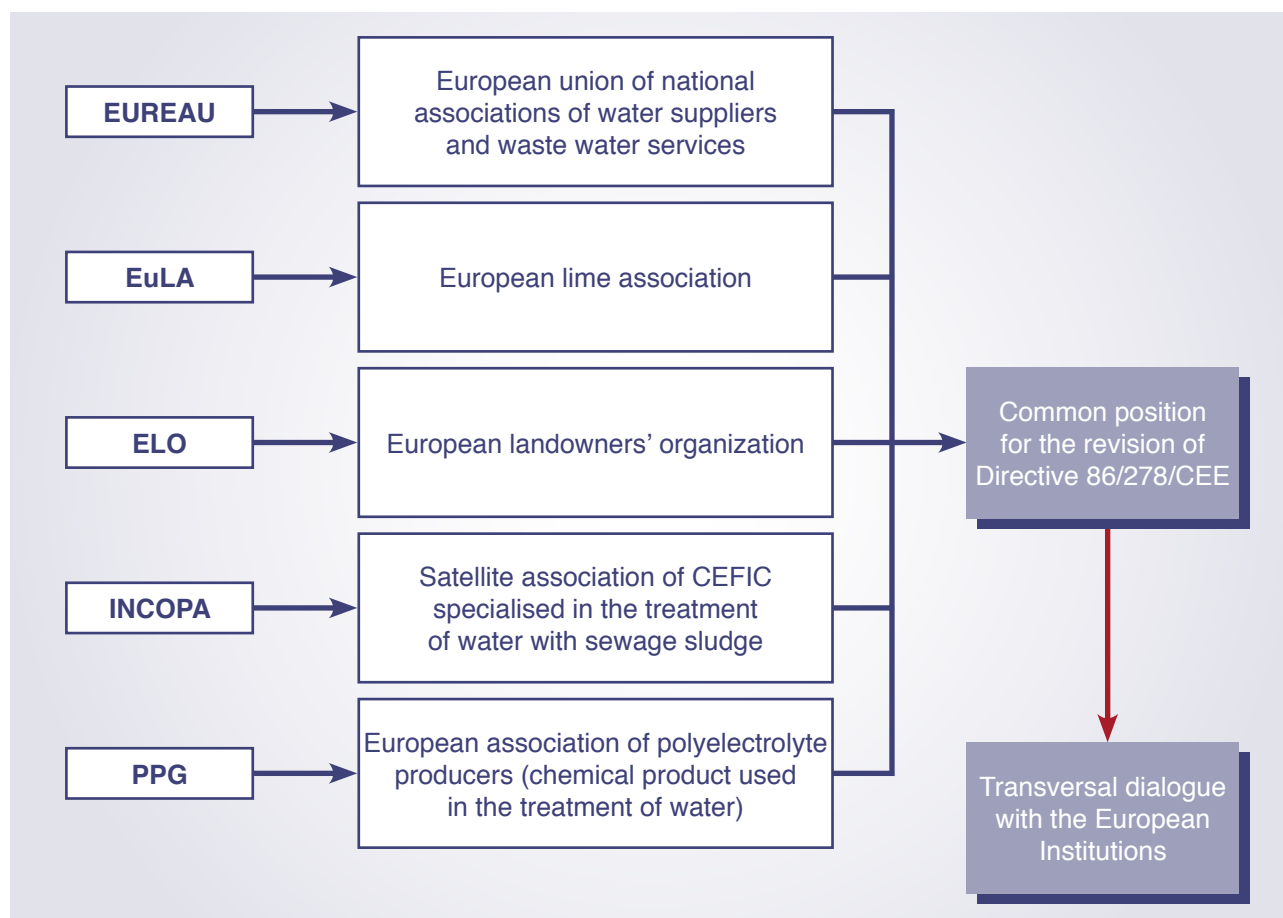 EUREAU
European union of national
associations of water suppliers
and waste water services
EuLA
European lime association
ELO
European landowners’ organization
INCOPA
Satellite association of CEFIC
specialised in the treatment
of water with sewage sludge
PPG
European association of polyelectrolyte
producers (chemical product used
in the treatment of water)
Common position
for the revision of
Directive 86/278/CEE
Transversal dialogue
with the European
Institutions